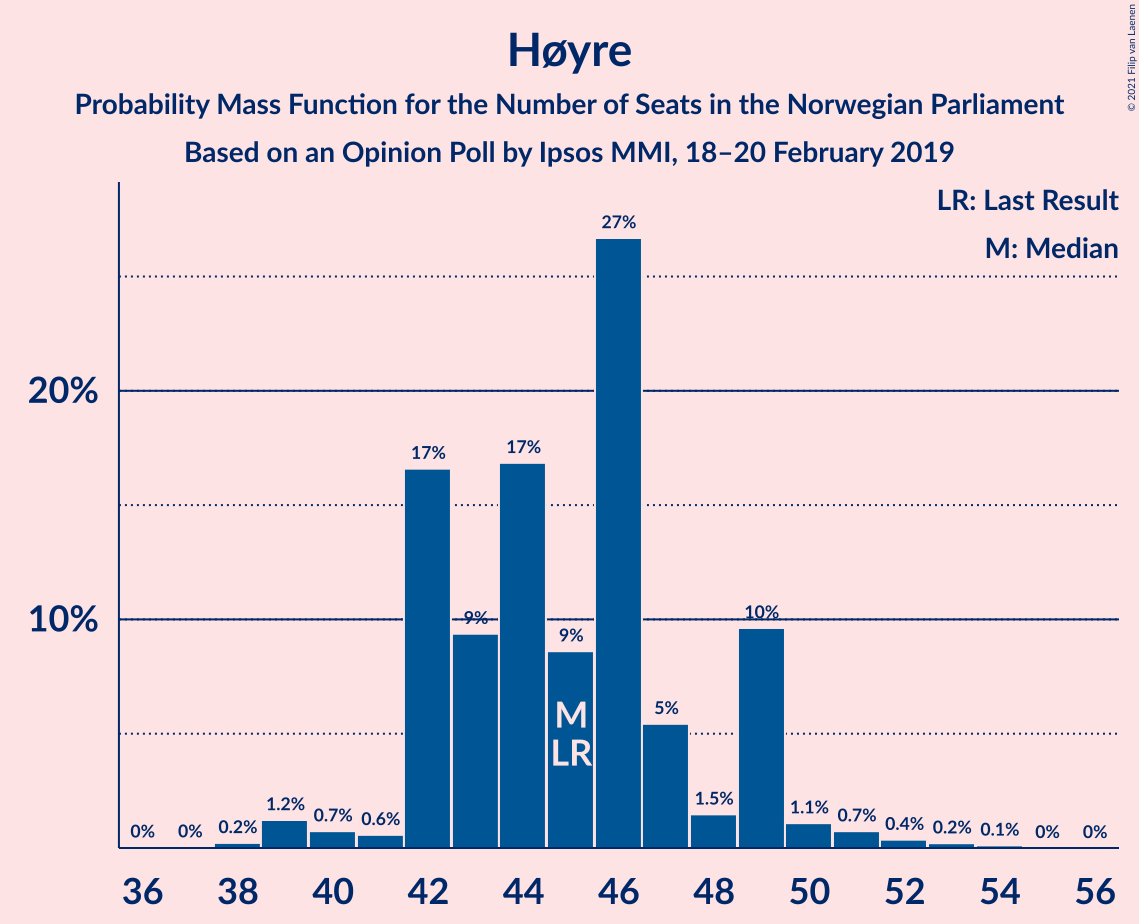 Høyre
Probability Mass Function for the Number of Seats in the Norwegian Parliament
Based on an Opinion Poll by Ipsos MMI, 18–20 February 2019
© 2021 Filip van Laenen
LR: Last Result
M: Median
20%
10%
0%
0%
0.2%
1.2%
0.7%
0.6%
17%
9%
17%
9%
27%
5%
1.5%
10%
1.1%
0.7%
0.4%
0.2%
0.1%
0%
0%
M
LR
36 38 40 42 44 46 48 50 52 54 56